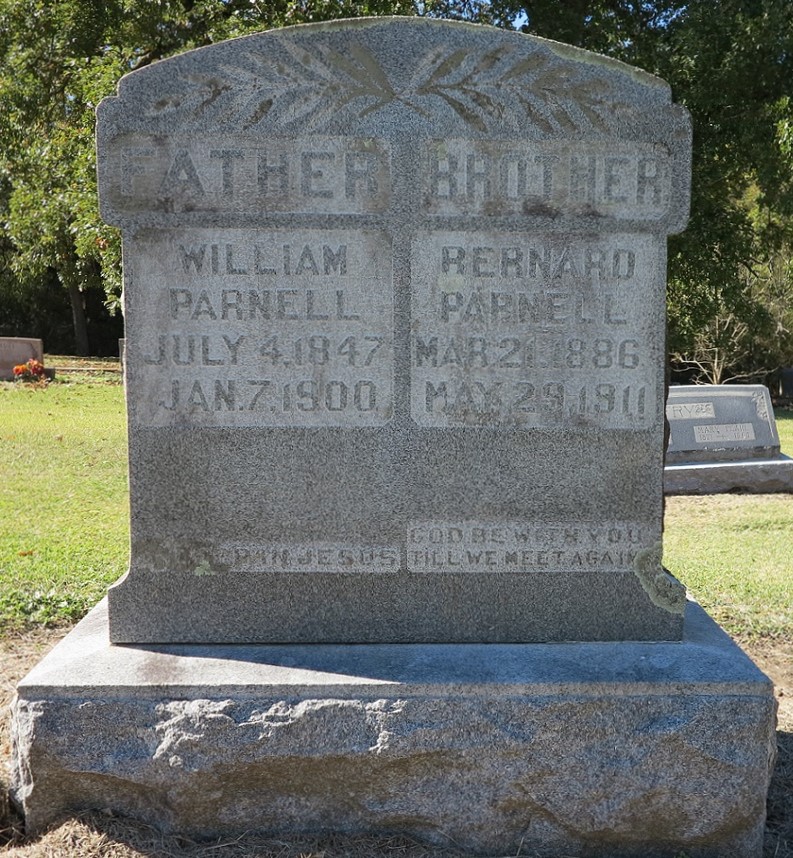 FATHER
WILLIAM
PARNELL
JULY 4, 1847
JAN. 7, 1900
IN JESUS
BROTHER
BERNARD
PARNELL
MAR. 21, 1886
MAY 29, 1911
GOD BE WITH YOU
TILL WE MEET AGAIN